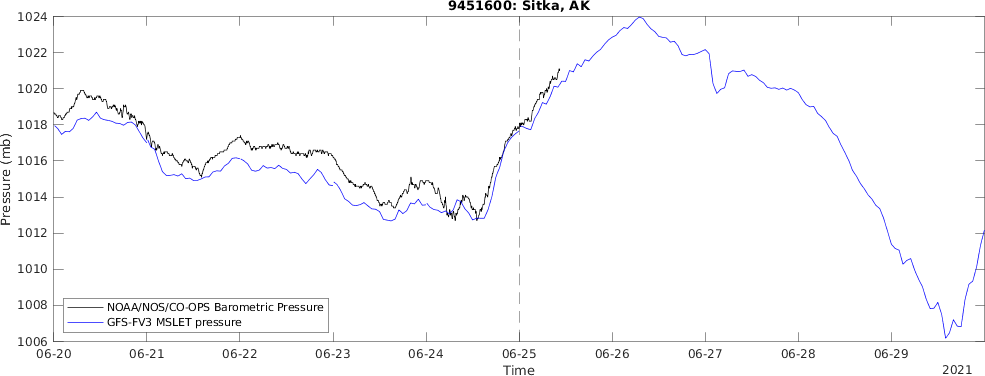 9451600: Sitka, AK
1024
1022
1020
1018
1016
1014
1012
1010
1008
1006
Pressure (mb)
NOAA/NOS/CO-OPS Barometric Pressure
GFS-FV3 MSLET pressure
06-20 06-21 06-22 06-23 06-24 06-25 06-26 06-27 06-28 06-29
Time
2021